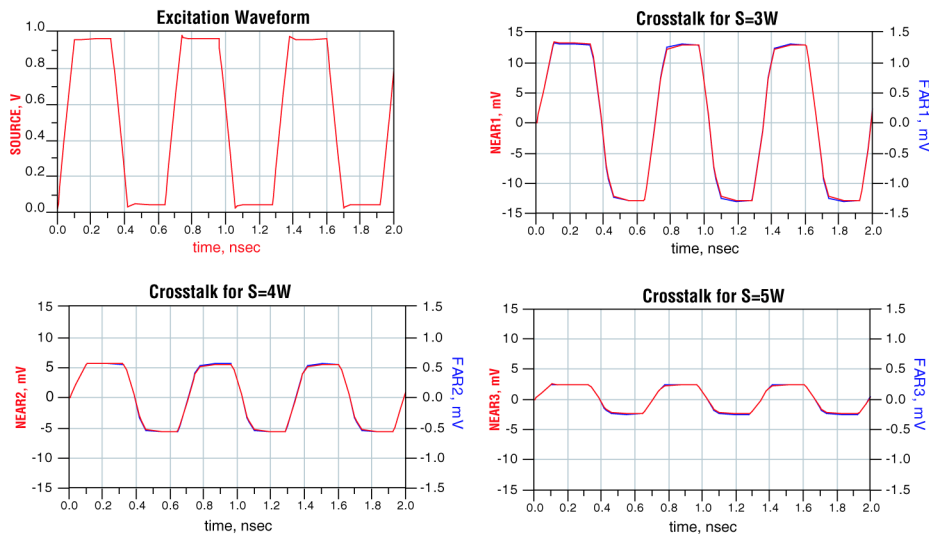 Excitation Waveform
1.0
0.8
0.6
0.4
0.2
0.0
SOURCE, V
0.0 0.2 0.4 0.6 0.8 1.0 1.2 1.4 1.6 1.8 2.0
time, nsec
Crosstalk for S=3W
15
10
5
0
-5
-10
-15
NEAR1, mV
1.5
1.0
0.5
0.0
-0.5
-1.0
-1.5
FAR1, mV
0.0 0.2 0.4 0.6 0.8 1.0 1.2 1.4 1.6 1.8 2.0
time, nsec
Crosstalk for S=4W
15
10
5
0
-5
-10
-15
NEAR2, mV
1.5
1.0
0.5
0.0
-0.5
-1.0
-1.5
FAR2, mV
0.0 0.2 0.4 0.6 0.8 1.0 1.2 1.4 1.6 1.8 2.0
time, nsec
Crosstalk for S=5W
15
10
5
0
-5
-10
-15
NEAR3, mV
1.5
1.0
0.5
0.0
-0.5
-1.0
-1.5
FAR3, mV
0.0 0.2 0.4 0.6 0.8 1.0 1.2 1.4 1.6 1.8 2.0
time, nsec